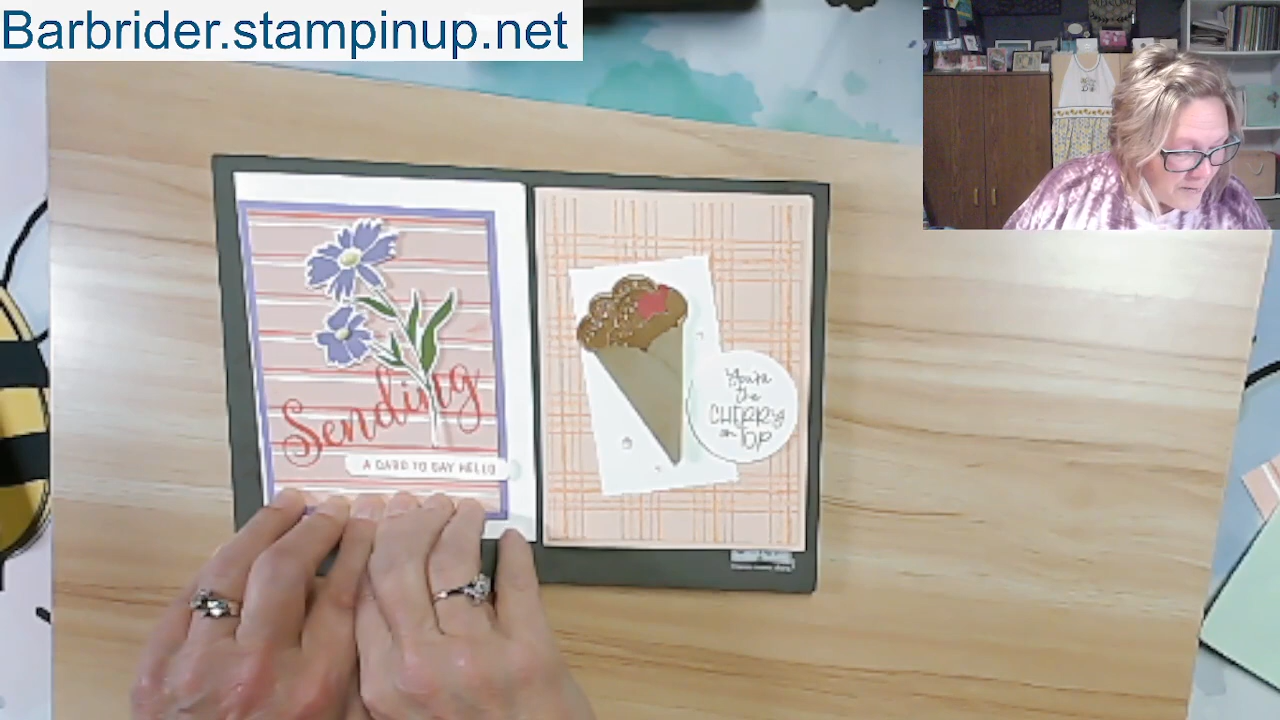 Barbrider.stampinup.net
Sending
A CARD TO SAY HELLO
You're
the
CHERRY
on TOP